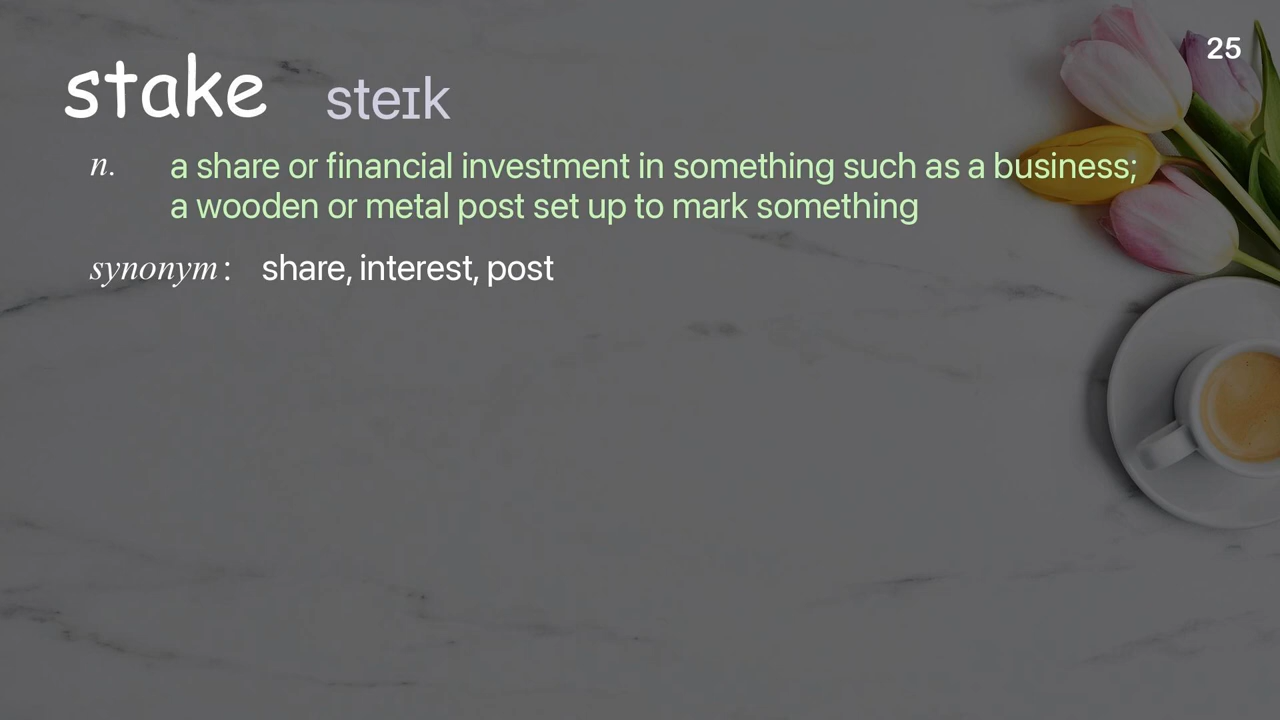 25
stake steɪk
n. a share or financial investment in something such as a business;
a wooden or metal post set up to mark something
synonym: share, interest, post